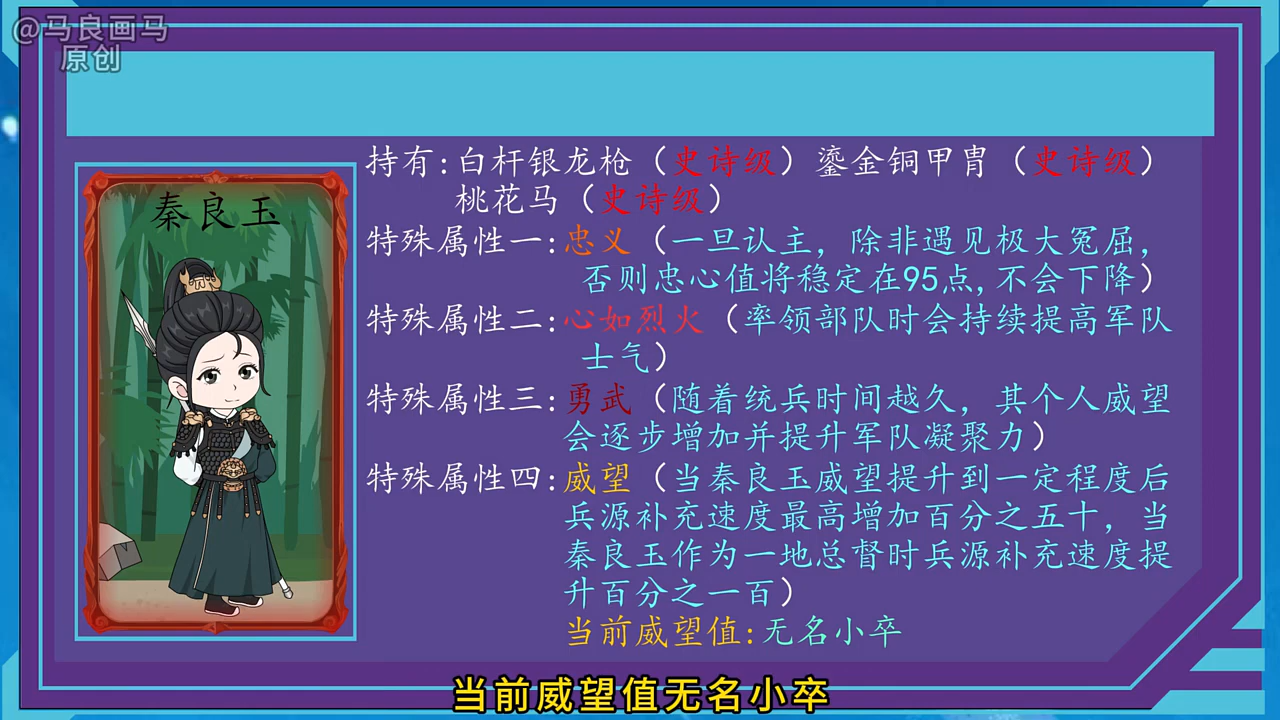 @马良画马
原创
秦良玉
持有:白杆银龙枪（史诗级）鎏金铜甲胄（史诗级）
桃花马（史诗级）
特殊属性一:忠义（一旦认主，除非遇见极大冤屈，
否则忠心值将稳定在95点,不会下降）
特殊属性二:心如烈火（率领部队时会持续提高军队
士气）
特殊属性三:勇武（随着统兵时间越久，其个人威望
会逐步增加并提升军队凝聚力）
特殊属性四:威望（当秦良玉威望提升到一定程度后
兵源补充速度最高增加百分之五十，当
秦良玉作为一地总督时兵源补充速度提
升百分之一百）
当前威望值:无名小卒
当前威望值无名小卒